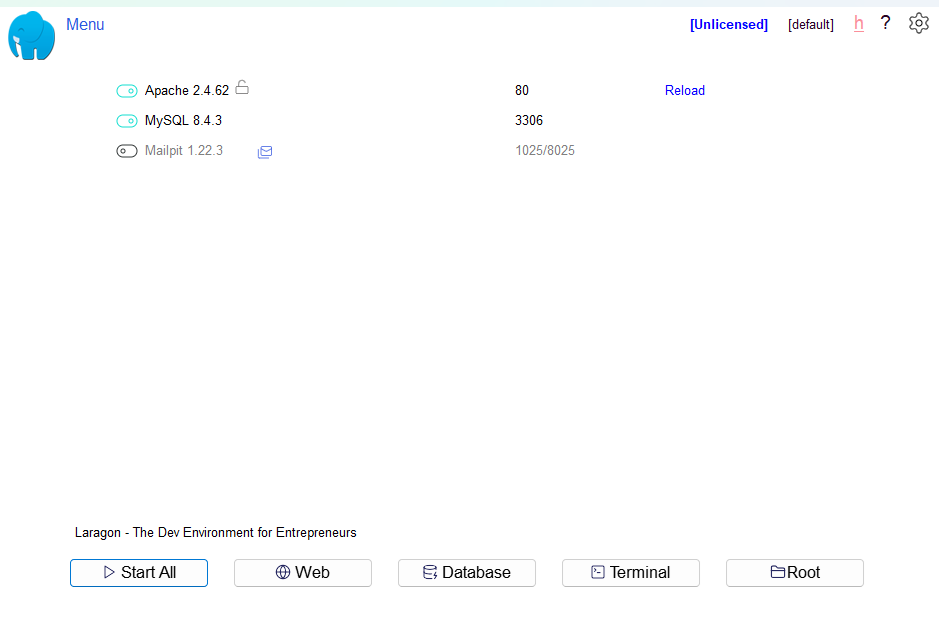 Menu [Unlicensed] [default] h ?
Apache 2.4.62 80 Reload
MySQL 8.4.3 3306
Mailpit 1.22.3 1025/8025
Laragon - The Dev Environment for Entrepreneurs
Start All Web Database Terminal Root